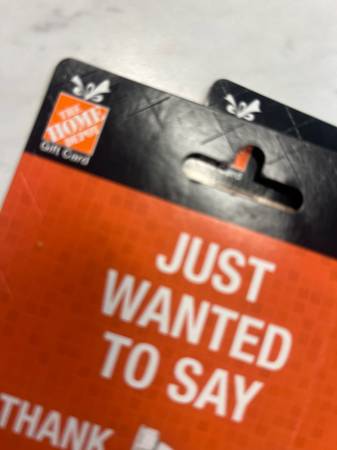 THE
HOME
DEPOT
Gift Card
JUST
WANTED
TO SAY
THANK